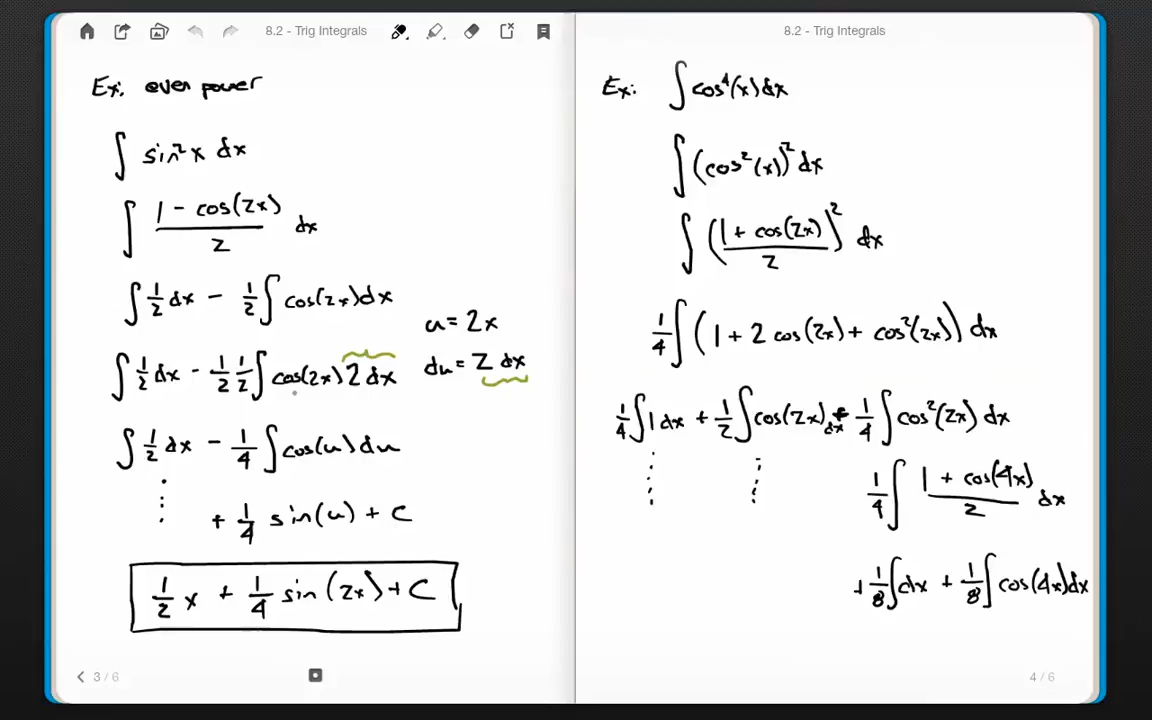 8.2 - Trig Integrals
Ex: even power
∫ sin²x dx
∫ (1 - cos(2x))/2 dx
∫ 1/2 dx - 1/2 ∫ cos(2x) dx
u = 2x
∫ 1/2 dx - 1/2 1/2 ∫ cos(2x) 2 dx
du = 2 dx
∫ 1/2 dx - 1/4 ∫ cos(u) du
+ 1/4 sin(u) + C
1/2 x + 1/4 sin(2x) + C
3 / 6
8.2 - Trig Integrals
Ex: ∫ cos⁴(x) dx
∫ (cos²(x))² dx
∫ ((1 + cos(2x))/2)² dx
1/4 ∫ (1 + 2 cos(2x) + cos²(2x)) dx
1/4 ∫ 1 dx + 1/2 ∫ cos(2x) dx + 1/4 ∫ cos²(2x) dx
1/4 ∫ (1 + cos(4x))/2 dx
+ 1/8 ∫ dx + 1/8 ∫ cos(4x) dx
4 / 6